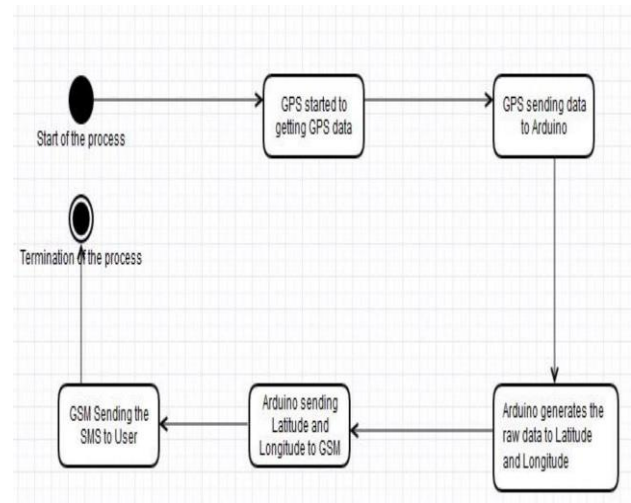 Start of the process
GPS started to
getting GPS data
GPS sending data
to Arduino
Termination of the process
GSM Sending the
SMS to User
Arduino sending
Latitude and
Longitude to GSM
Arduino generates the
raw data to Latitude
and Longitude